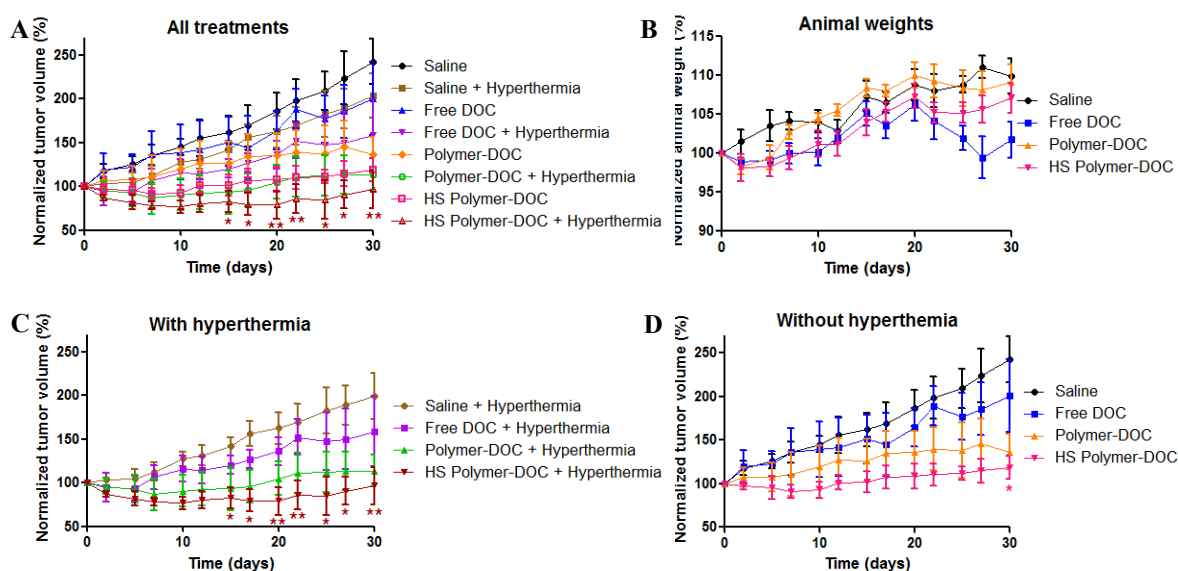 A
All treatments
Normalized tumor volume (%)
250
200
150
100
50
0
10
20
30
Time (days)
Saline
Saline + Hyperthermia
Free DOC
Free DOC + Hyperthermia
Polymer-DOC
Polymer-DOC + Hyperthermia
HS Polymer-DOC
HS Polymer-DOC + Hyperthermia
* * ** ** * * **
B
Animal weights
Normalized animal weight (%)
115
110
105
100
95
90
0
10
20
30
Time (days)
Saline
Free DOC
Polymer-DOC
HS Polymer-DOC
C
With hyperthermia
Normalized tumor volume (%)
250
200
150
100
50
0
10
20
30
Time (days)
Saline + Hyperthermia
Free DOC + Hyperthermia
Polymer-DOC + Hyperthermia
HS Polymer-DOC + Hyperthermia
* * ** ** * * **
D
Without hyperthemia
Normalized tumor volume (%)
250
200
150
100
50
0
10
20
30
Time (days)
Saline
Free DOC
Polymer-DOC
HS Polymer-DOC
*